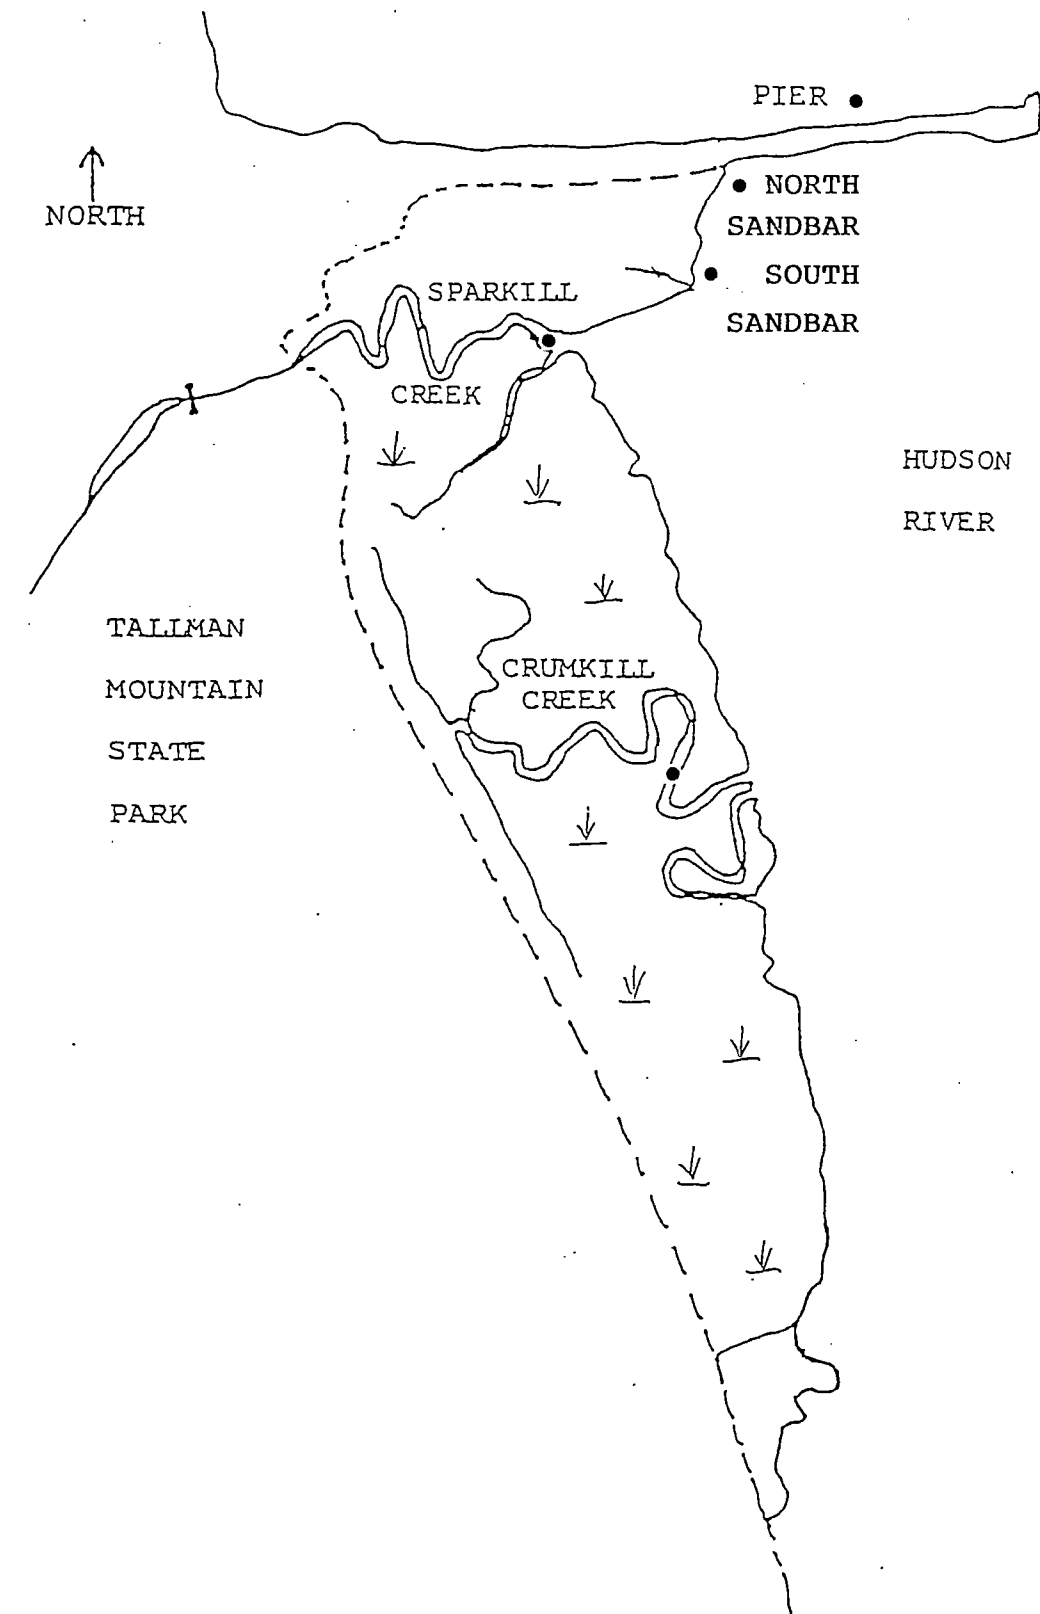 PIER
NORTH
NORTH
SANDBAR
SOUTH
SANDBAR
SPARKILL
CREEK
HUDSON
RIVER
TALLMAN
MOUNTAIN
STATE
PARK
CRUMKILL
CREEK